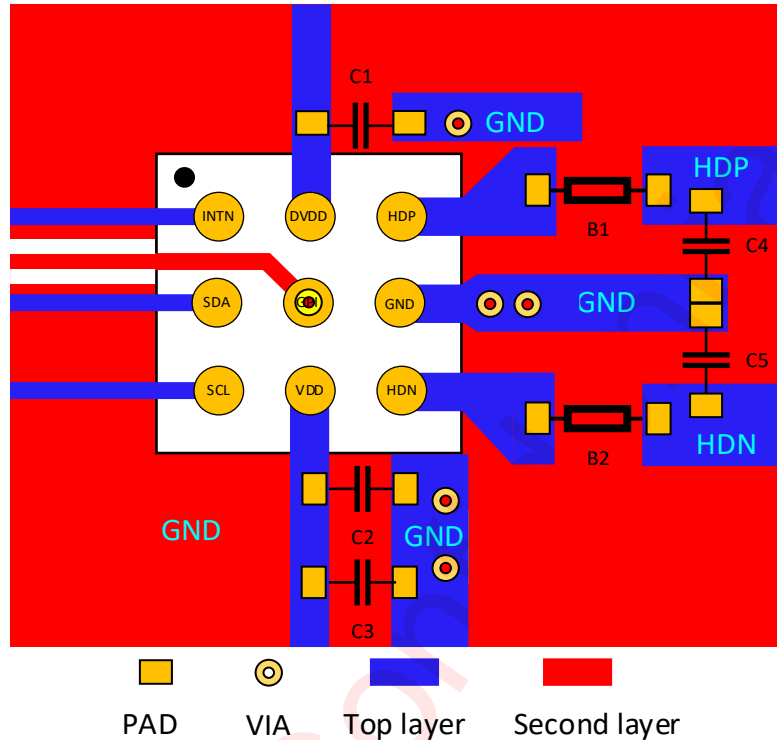 C1
GND
HDP
INTN
DVDD
HDP
B1
C4
SDA
GPI
GND
GND
C5
SCL
VDD
HDN
B2
HDN
GND
C2
GND
C3
PAD
VIA
Top layer
Second layer